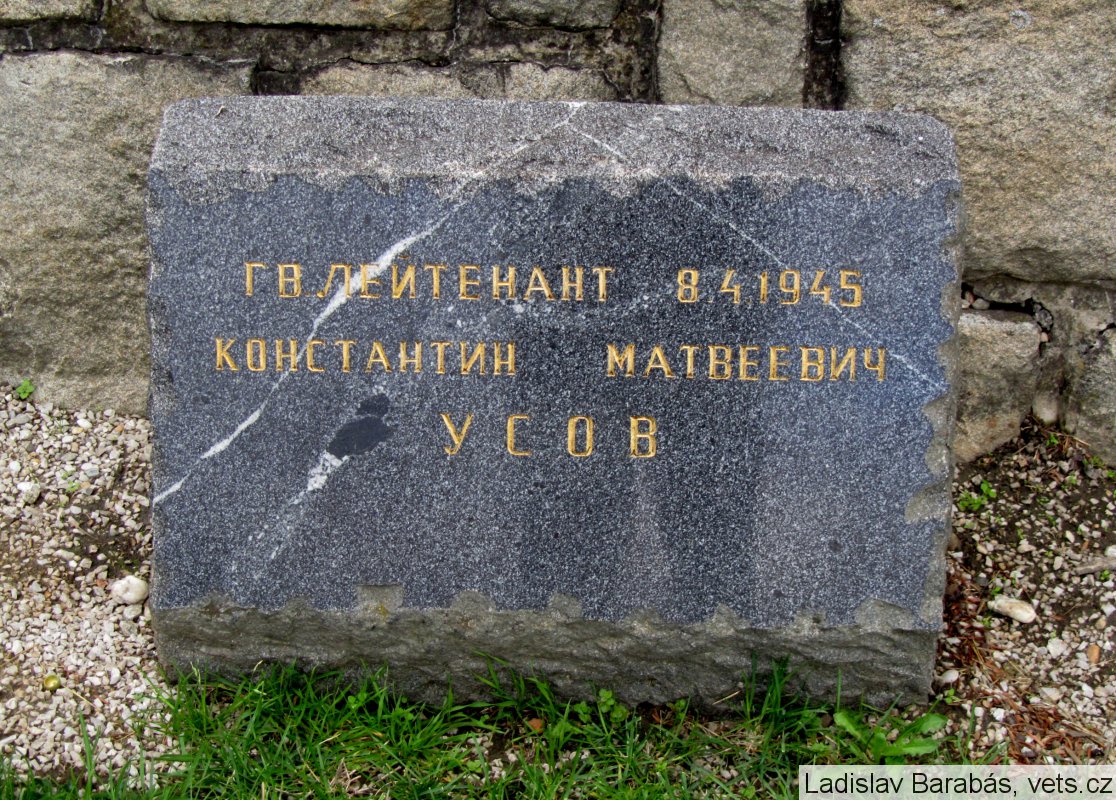 ГВ.ЛЕЙТЕНАНТ 8.4.1945
КОНСТАНТИН МАТВЕЕВИЧ
УСОВ
Ladislav Barabás, vets.cz